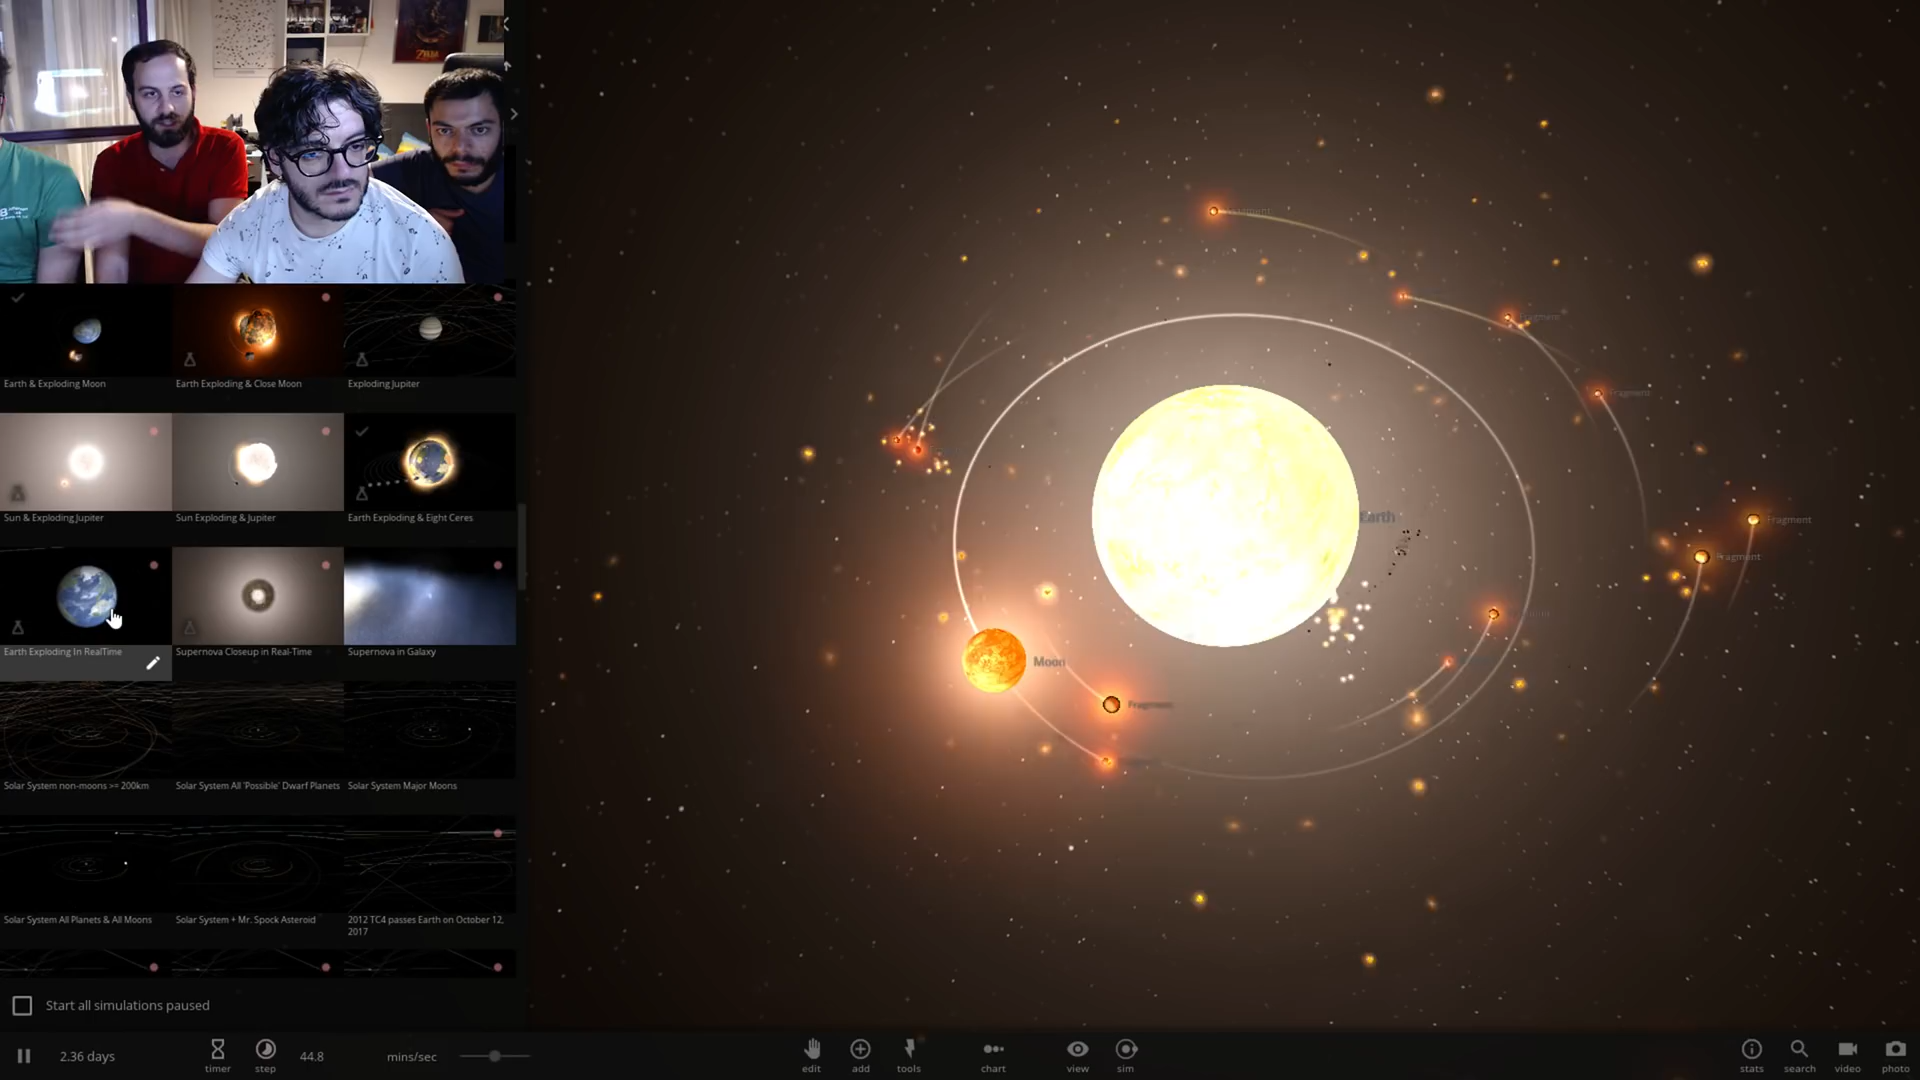 Earth & Exploding Moon
Earth Exploding & Close Moon
Exploding Jupiter
Sun & Exploding Jupiter
Sun Exploding & Jupiter
Earth Exploding & Eight Ceres
Earth Exploding In RealTime
Supernova Closeup in Real-Time
Supernova in Galaxy
Solar System non-moons >= 200km
Solar System All 'Possible' Dwarf Planets
Solar System Major Moons
Solar System All Planets & All Moons
Solar System + Mr. Spock Asteroid
2012 TC4 passes Earth on October 12,
2017
Start all simulations paused
Fragment
Fragment
Fragment
Earth
Fragment
Fragment
Moon
Fragment
2.36 days
timer
step
44.8
mins/sec
edit
add
tools
chart
view
sim
stats
search
video
photo